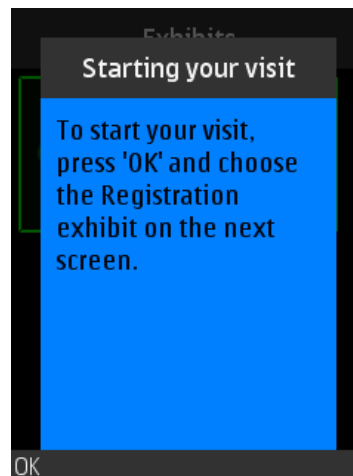 Exhibits
Starting your visit
To start your visit,
press 'OK' and choose
the Registration
exhibit on the next
screen.
OK